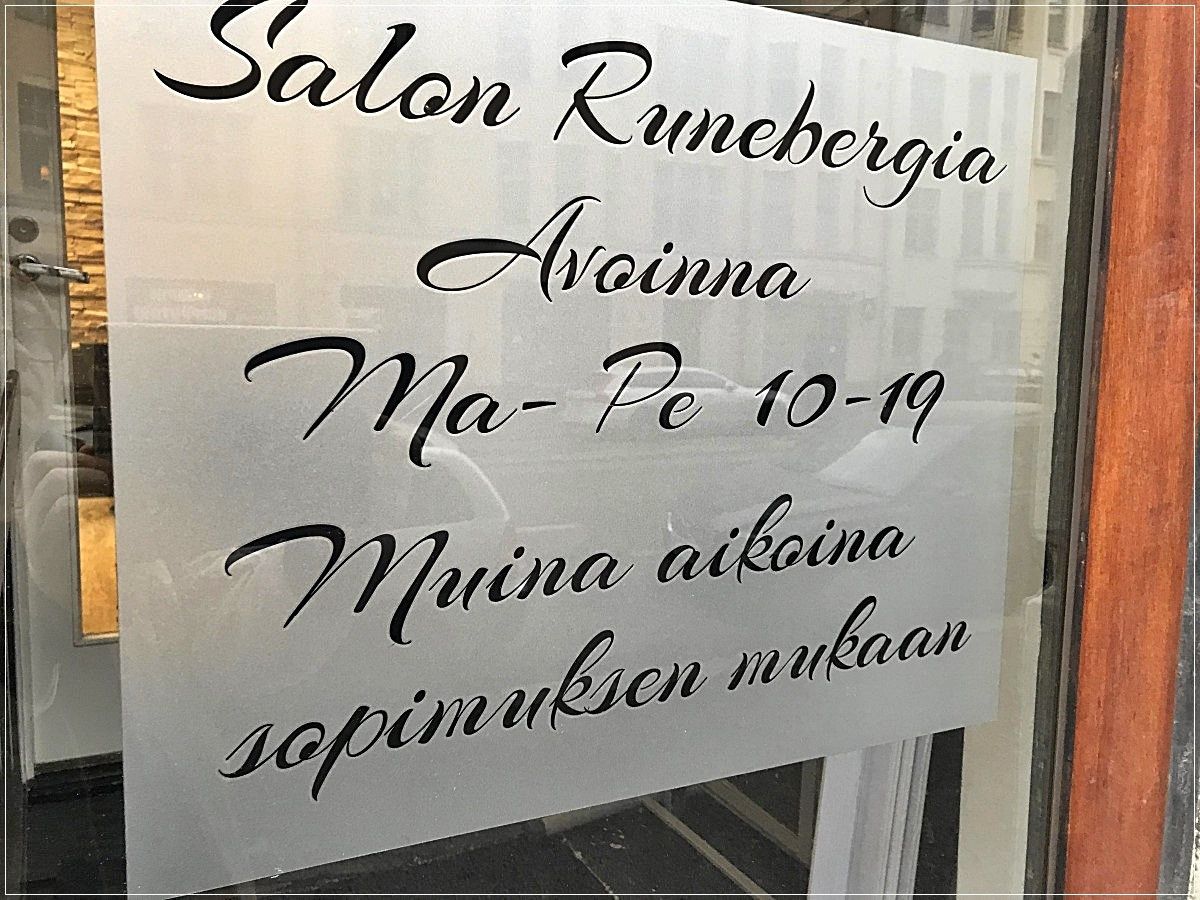 Salon Runebergia
Avoinna
Ma- Pe 10-19
Muina aikoina
sopimuksen mukaan